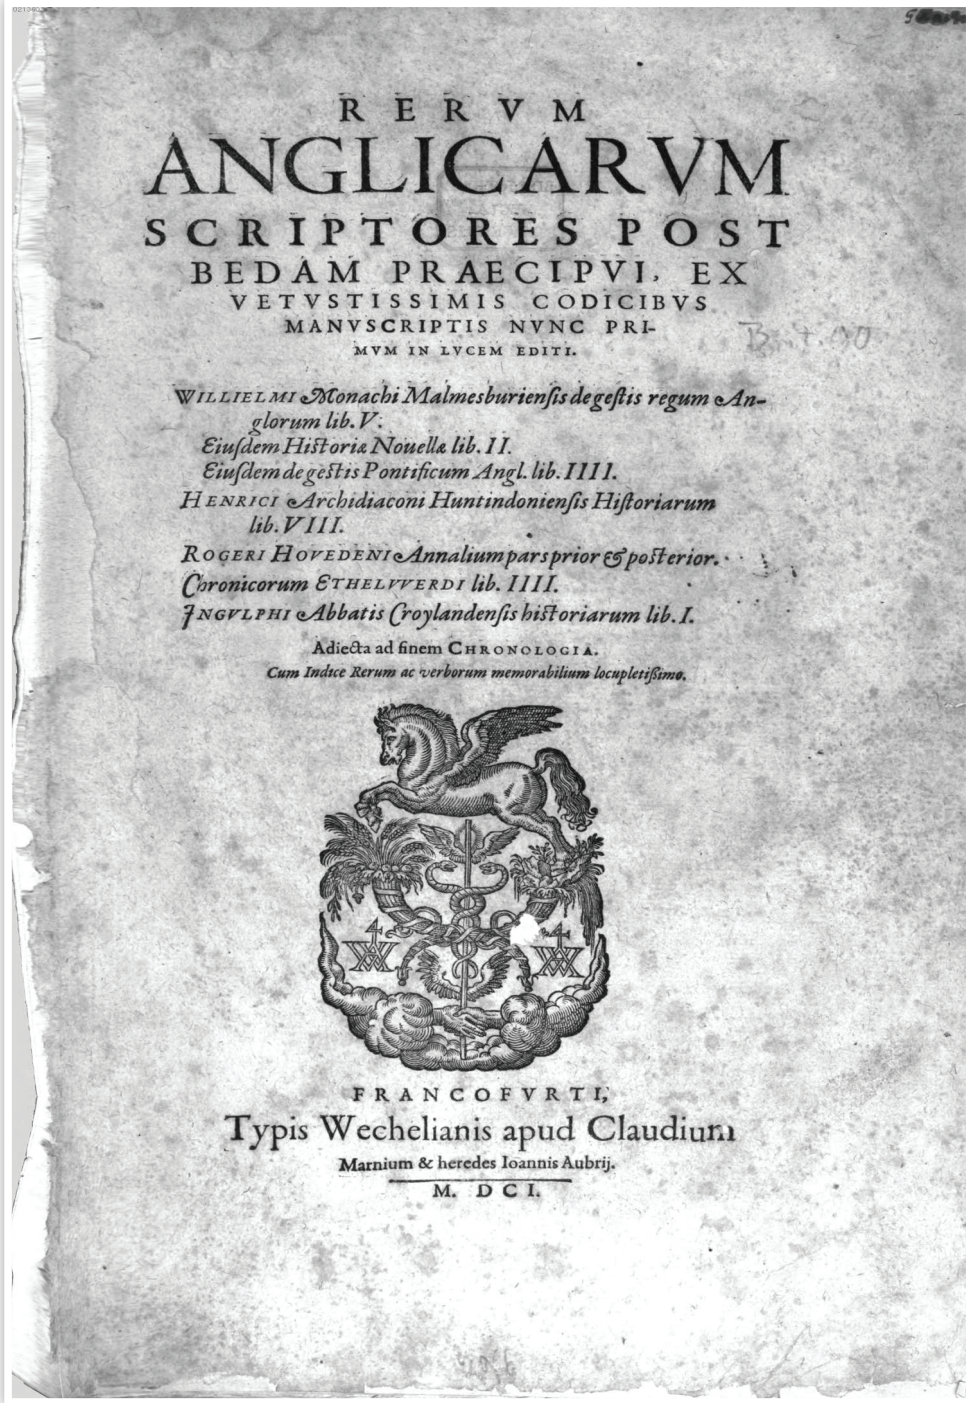 RERVM
ANGLICARVM
SCRIPTORES POST
BEDAM PRAECIPVI, EX
VETVSTISSIMIS CODICIBVS
MANVSCRIPTIS NVNC PRI-
MVM IN LVCEM EDITI.
WILLIELMI Monachi Malmesburienſis de geſtis regum An-
glorum lib. V.
Eiuſdem Hiſtoriæ Nouellæ lib. II.
Eiuſdem de geſtis Pontificum Angl. lib. IIII.
HENRICI Archidiaconi Huntindonienſis Hiſtoriarum
lib. VIII.
ROGERI HOVEDENI Annalium pars prior & poſterior.
Chronicorum ETHELVVERDI lib. IIII.
INGVLPHI Abbatis Croylandenſis hiſtoriarum lib. I.
Adiecta ad finem CHRONOLOGIA.
Cum Indice Rerum ac verborum memorabilium locupletißimo.
FRANCOFVRTI,
Typis Wechelianis apud Claudium
Marnium & heredes Ioannis Aubrij.
M. DCI.